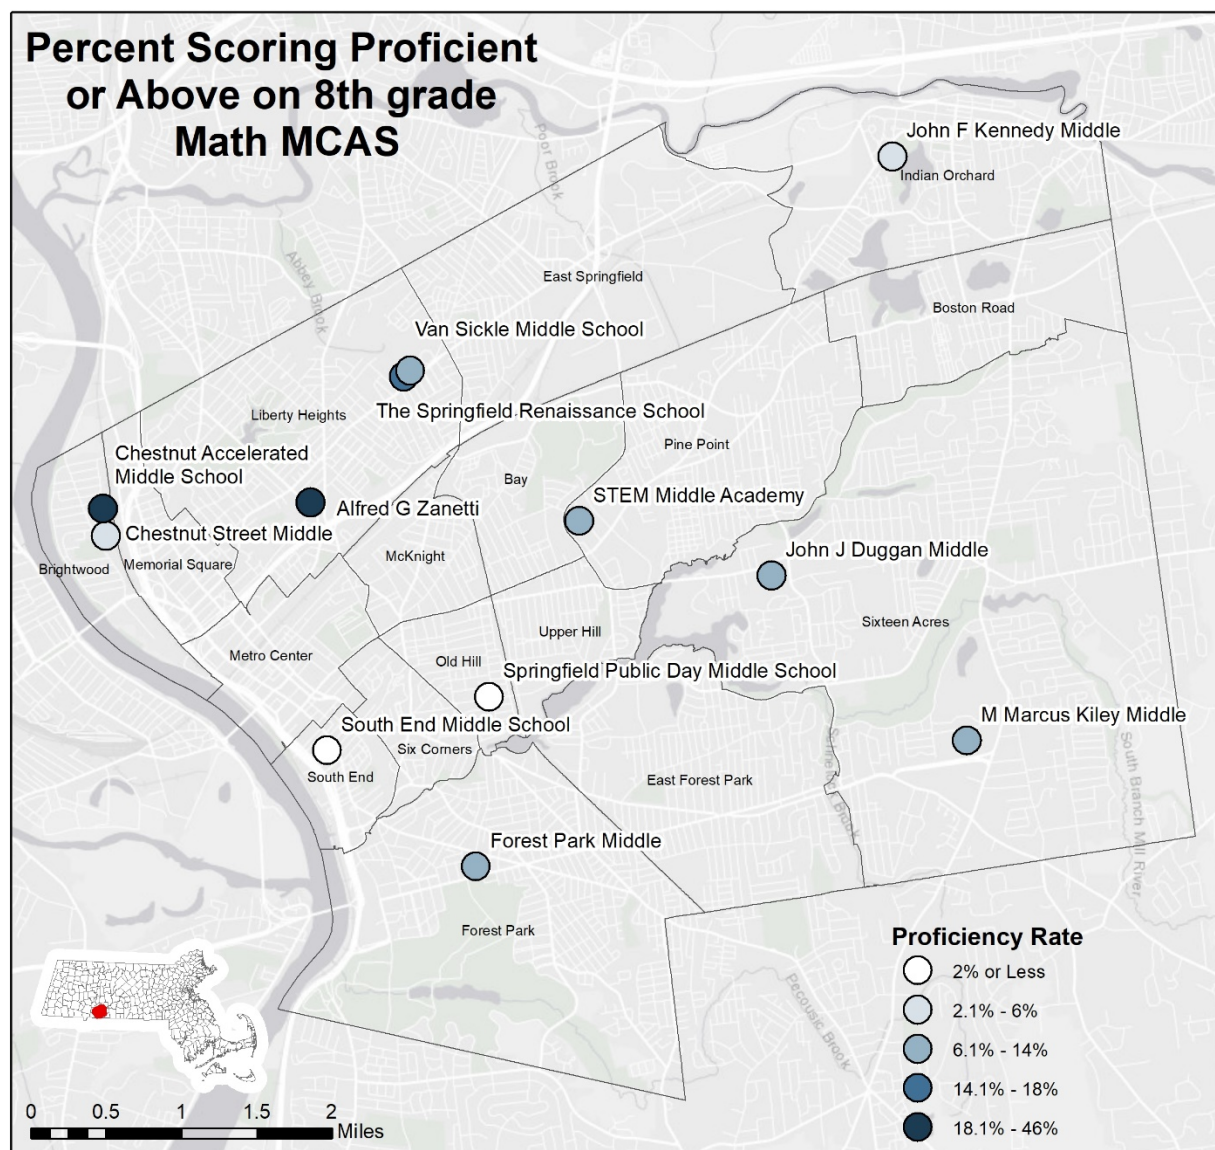 Percent Scoring Proficient
or Above on 8th grade
Math MCAS
John F Kennedy Middle
Indian Orchard
Poor Brook
Abbey Brook
East Springfield
Boston Road
Van Sickle Middle School
Liberty Heights
The Springfield Renaissance School
Pine Point
Chestnut Accelerated
Middle School
Bay
STEM Middle Academy
Alfred G Zanetti
Chestnut Street Middle
McKnight
John J Duggan Middle
Brightwood
Memorial Square
Sixteen Acres
Upper Hill
Metro Center
Old Hill
Springfield Public Day Middle School
South End Middle School
M Marcus Kiley Middle
Six Corners
South End
East Forest Park
South Branch Mill River
Forest Park Middle
Forest Park
Pecousic Brook
Proficiency Rate
2% or Less
2.1% - 6%
6.1% - 14%
14.1% - 18%
18.1% - 46%
0 0.5 1 1.5 2
Miles